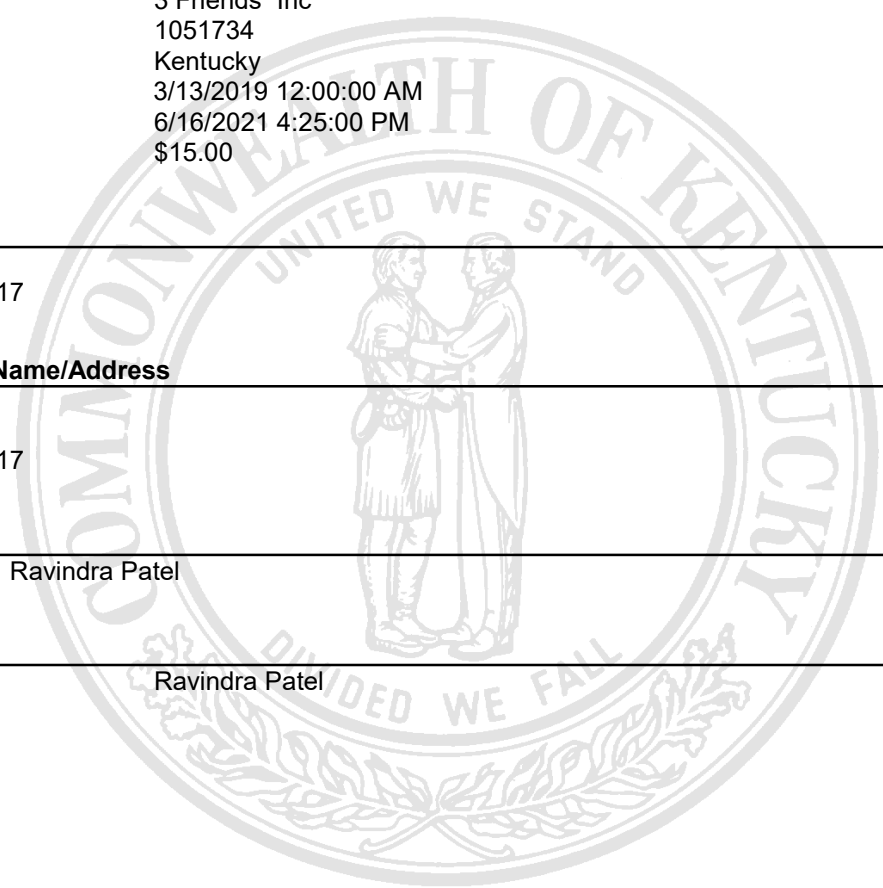 3 Friends Inc
1051734
Kentucky
3/13/2019 12:00:00 AM
6/16/2021 4:25:00 PM
$15.00
17
Name/Address
17
Ravindra Patel
Ravindra Patel
COMMONWEALTH OF KENTUCKY
UNITED WE STAND
DIVIDED WE FALL